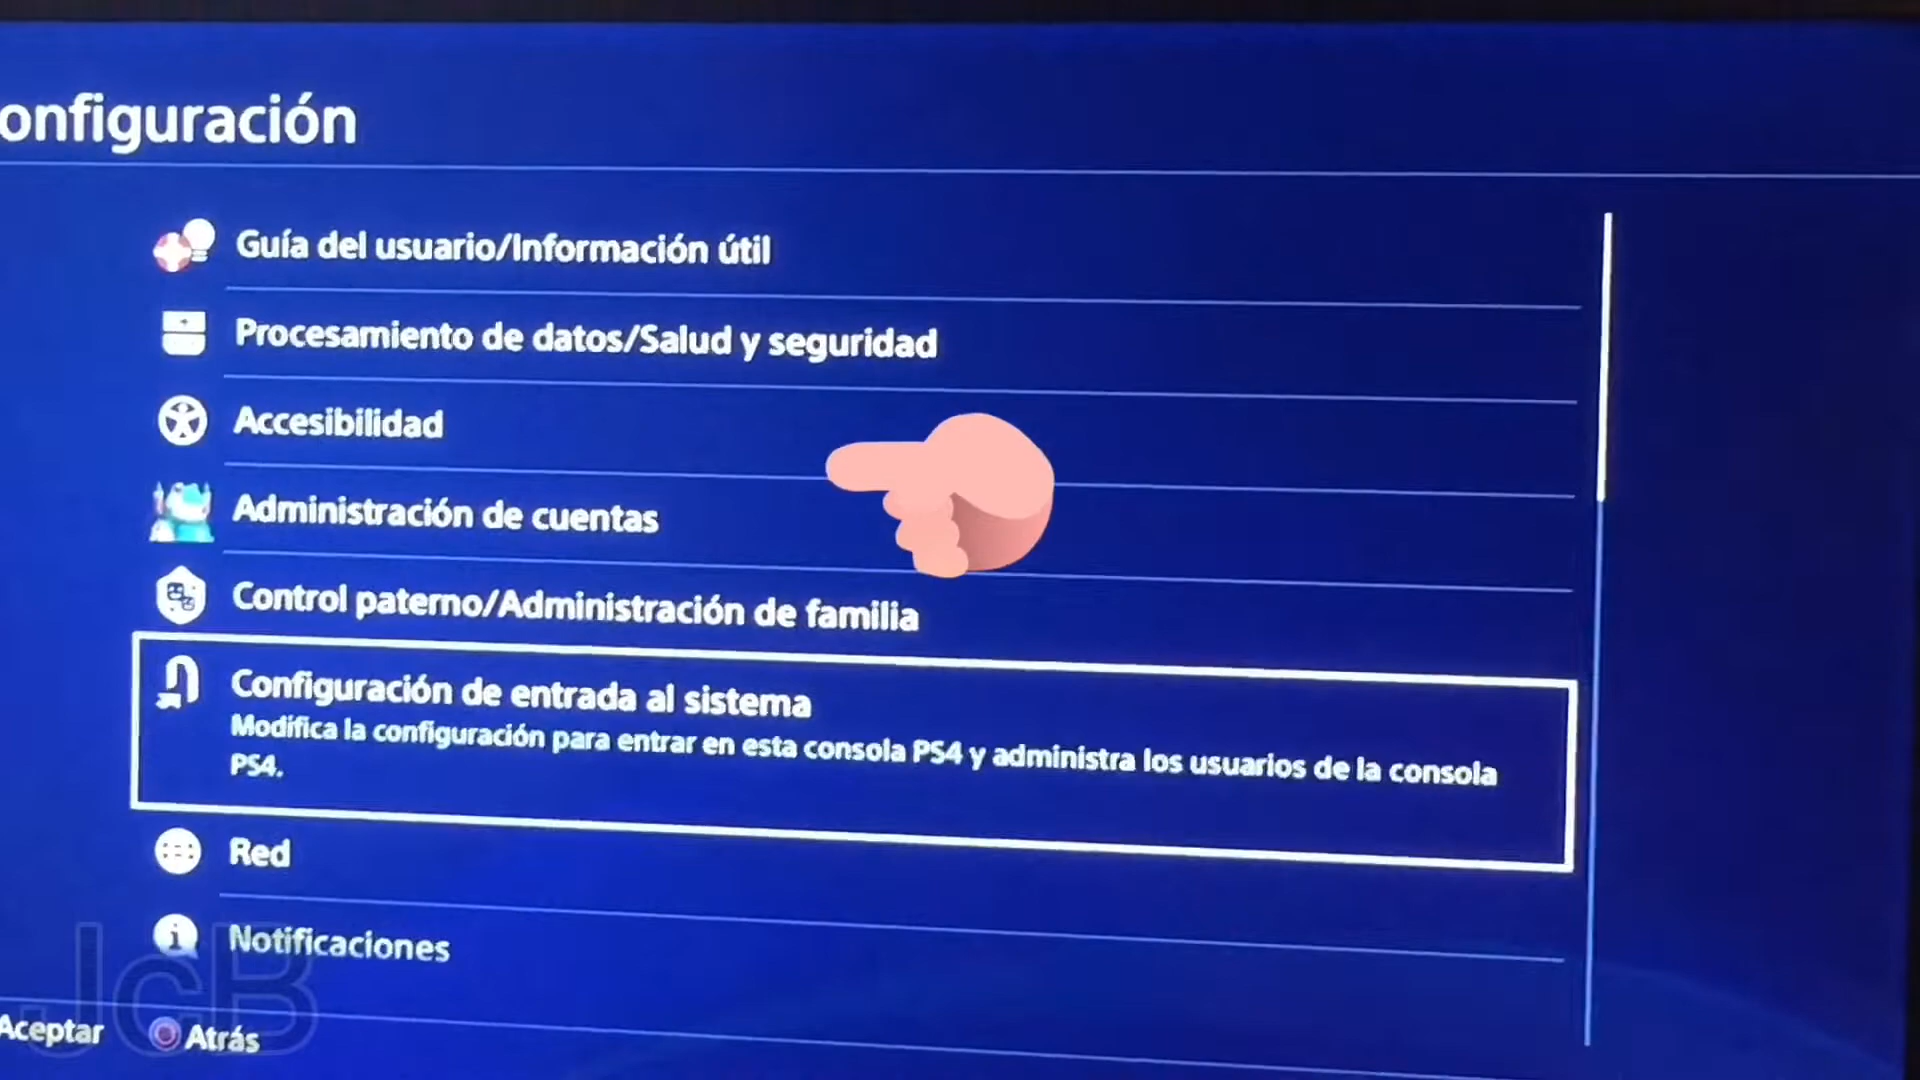 onfiguración
Guía del usuario/Información útil
Procesamiento de datos/Salud y seguridad
Accesibilidad
Administración de cuentas
Control paterno/Administración de familia
Configuración de entrada al sistema
Modifica la configuración para entrar en esta consola PS4 y administra los usuarios de la consola
PS4.
Red
Notificaciones
JcB
Aceptar
Atrás